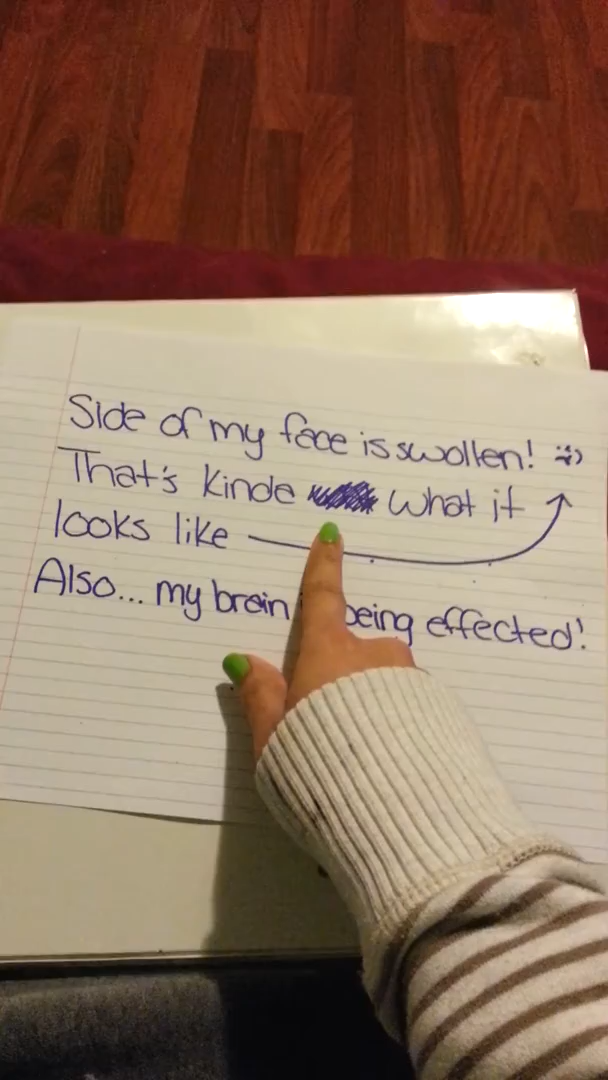 Side of my face is swollen! :)
That's kinde what it
looks like
Also... my brain being effected!